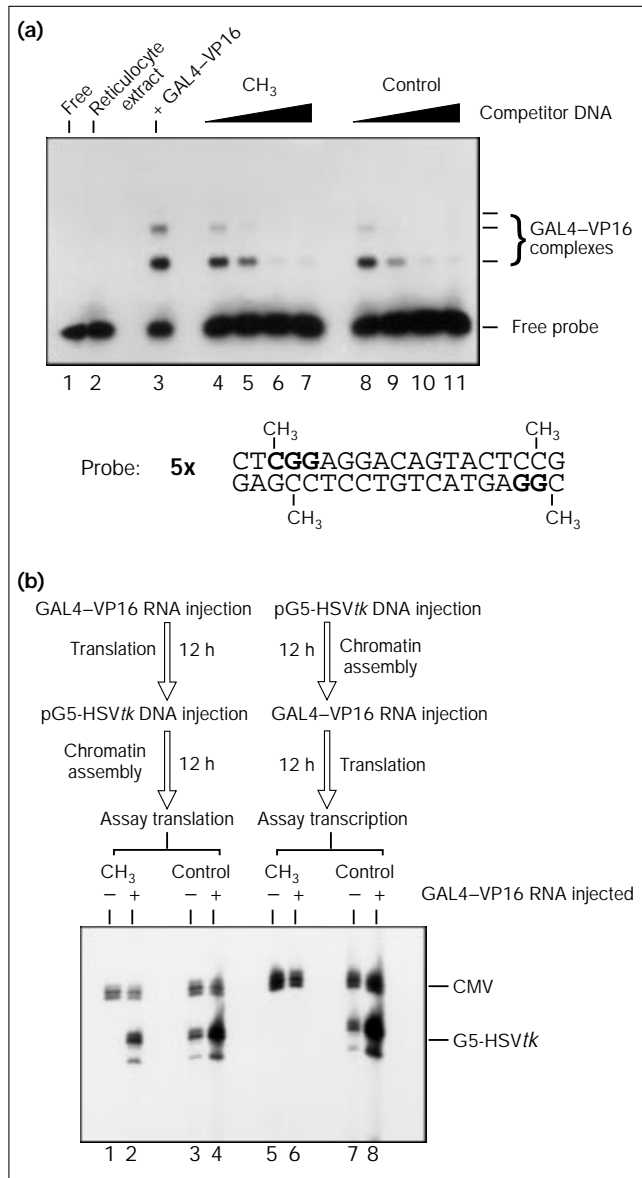 (a)
Free
Reticulocyte extract
+ GAL4–VP16
CH3
Control
Competitor DNA
GAL4–VP16 complexes
Free probe
1 2 3 4 5 6 7 8 9 10 11
CH3 CH3
Probe: 5x CTCGGAGGACAGTACTCCG
GAGCCTCCTGTCATGAGGC
CH3 CH3
(b)
GAL4–VP16 RNA injection
pG5-HSVtk DNA injection
Translation 12 h
12 h Chromatin assembly
pG5-HSVtk DNA injection
GAL4–VP16 RNA injection
Chromatin assembly 12 h
12 h Translation
Assay translation
Assay transcription
CH3 Control CH3 Control
– + – + – + – + GAL4–VP16 RNA injected
CMV
G5-HSVtk
1 2 3 4 5 6 7 8